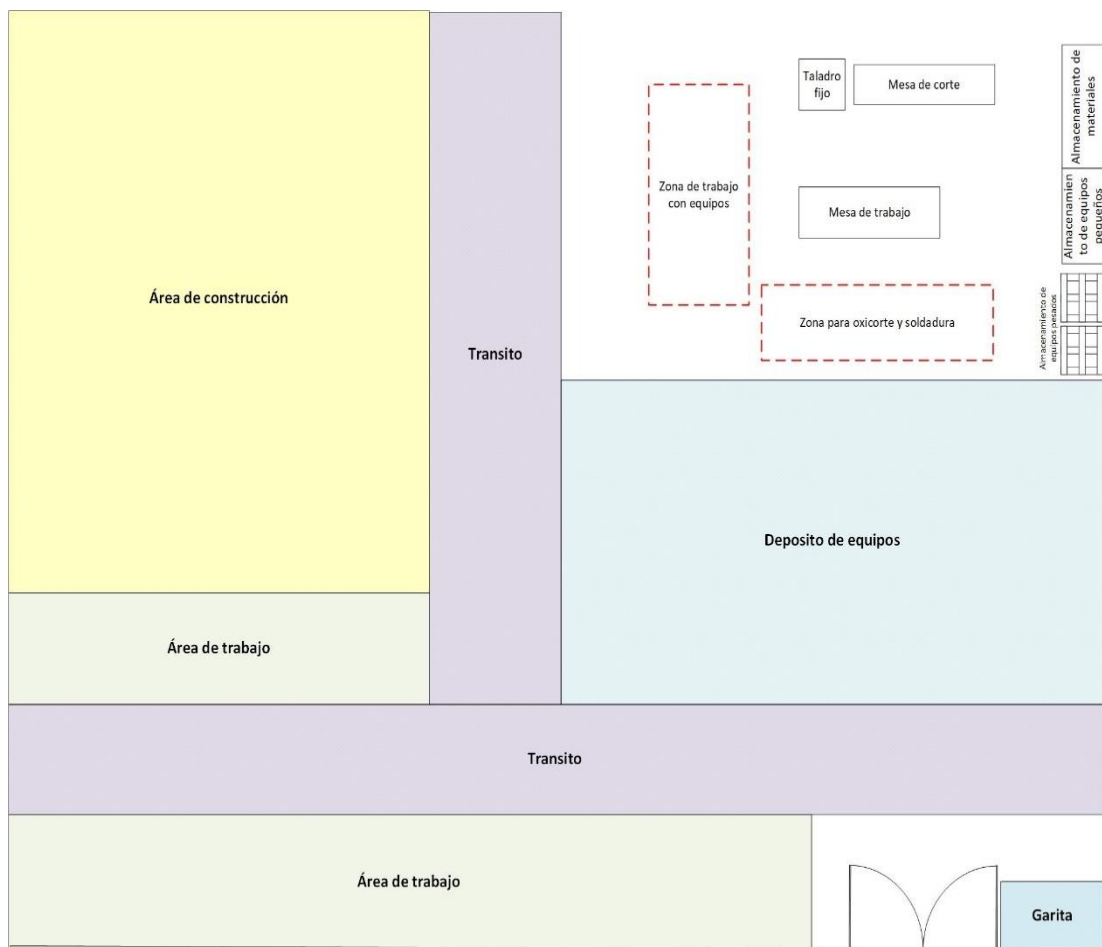 Taladro
fijo
Mesa de corte
Almacenamiento de
materiales
Zona de trabajo
con equipos
Mesa de trabajo
Almacenamien
to de equipos
pequeños
Área de construcción
Zona para oxicorte y soldadura
Almacenamiento de
equipos pesados
Transito
Deposito de equipos
Área de trabajo
Transito
Área de trabajo
Garita